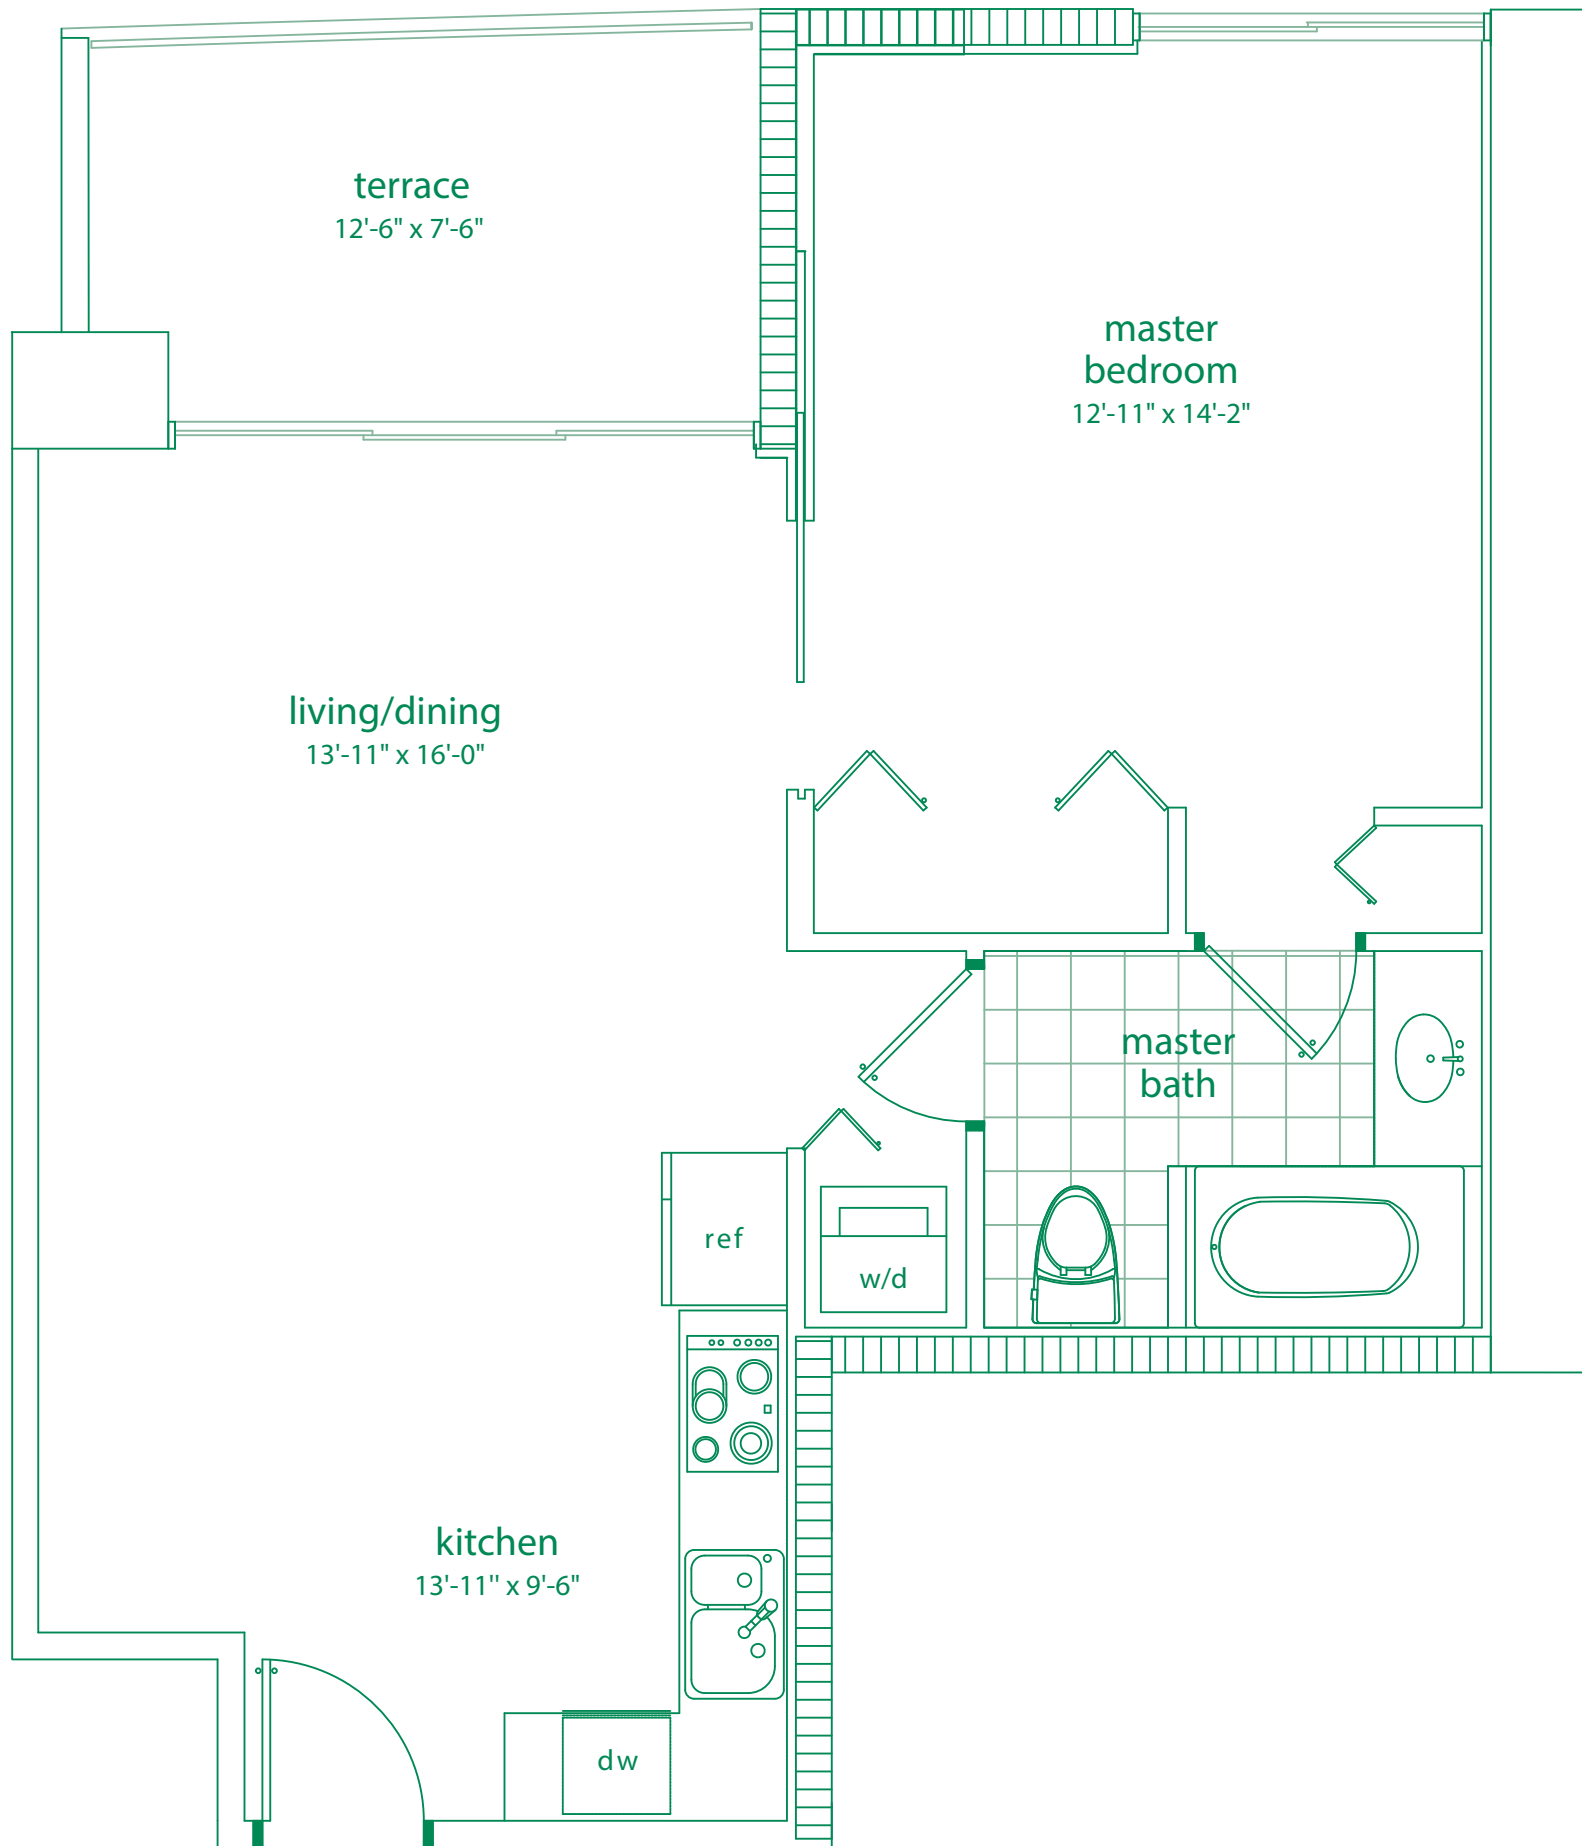 terrace
12'-6" x 7'-6"
master
bedroom
12'-11" x 14'-2"
living/dining
13'-11" x 16'-0"
master
bath
ref
w/d
kitchen
13'-11'' x 9'-6"
dw